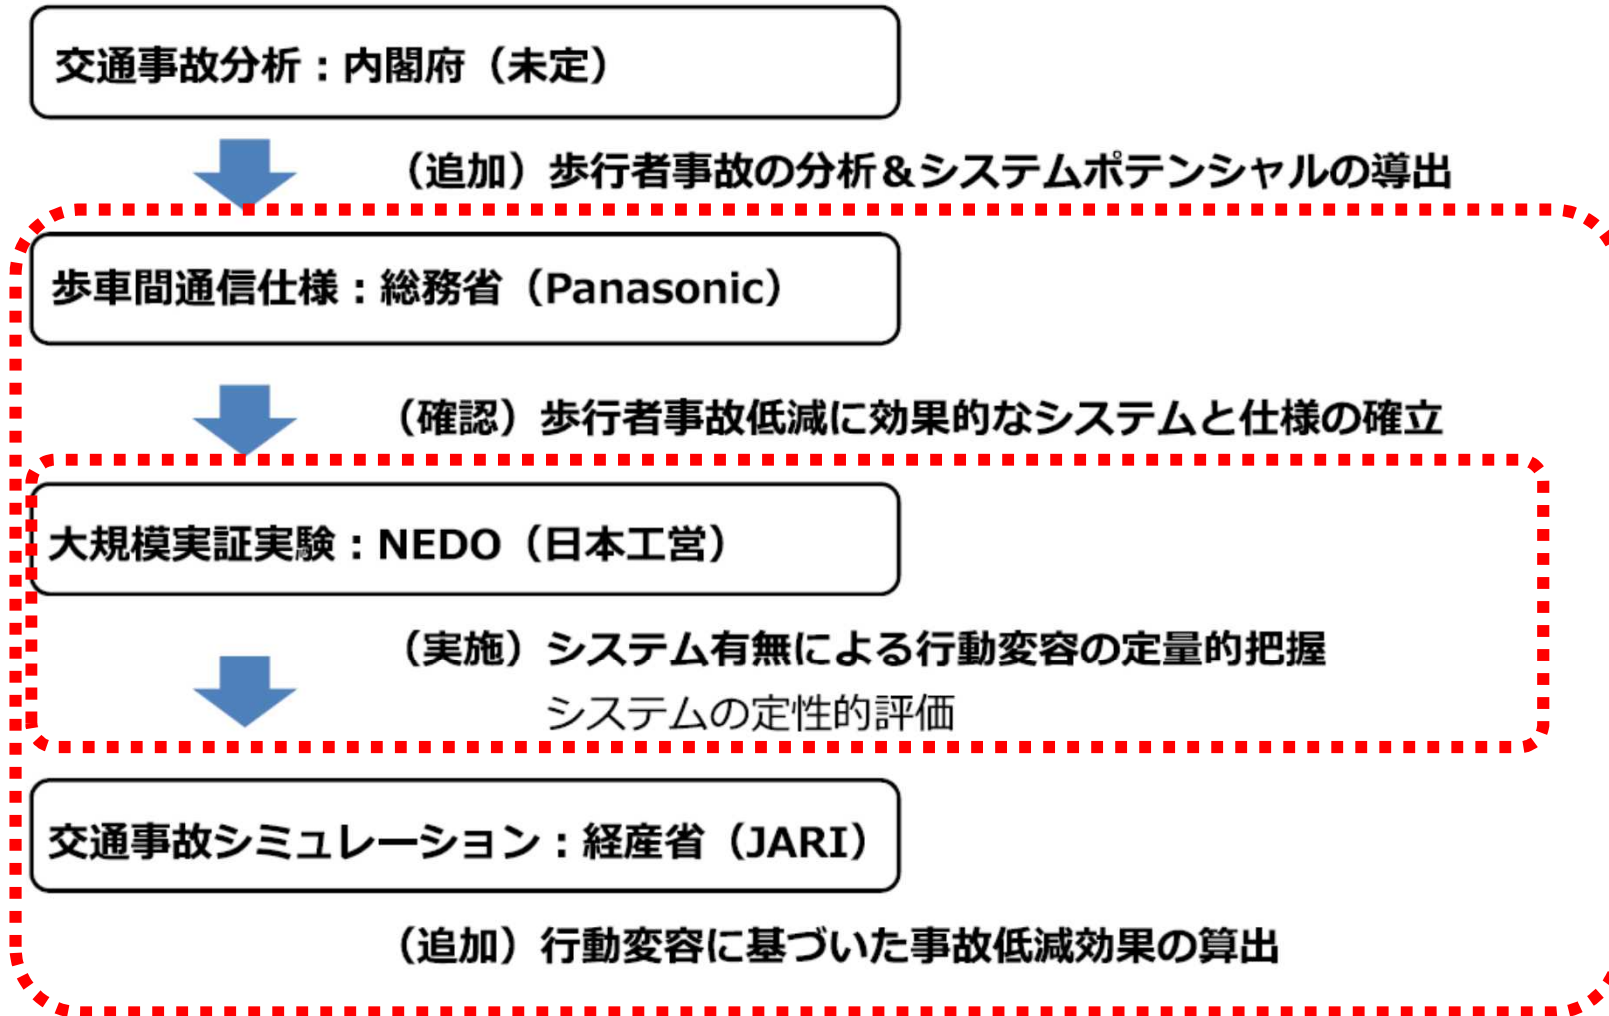 交通事故分析：内閣府（未定）
（追加）歩行者事故の分析＆システムポテンシャルの導出
歩車間通信仕様：総務省（Panasonic）
（確認）歩行者事故低減に効果的なシステムと仕様の確立
大規模実証実験：NEDO（日本工営）
（実施）システム有無による行動変容の定量的把握
システムの定性的評価
交通事故シミュレーション：経産省（JARI）
（追加）行動変容に基づいた事故低減効果の算出